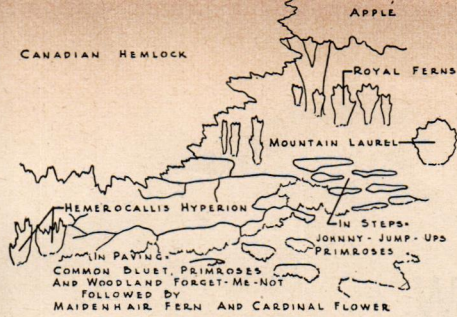 APPLE
CANADIAN HEMLOCK
ROYAL FERNS
MOUNTAIN LAUREL
HEMEROCALLIS HYPERION
IN STEPS-
JOHNNY-JUMP-UPS
PRIMROSES
IN PAVING-
COMMON BLUET, PRIMROSES
AND WOODLAND FORGET-ME-NOT
FOLLOWED BY
MAIDENHAIR FERN AND CARDINAL FLOWER